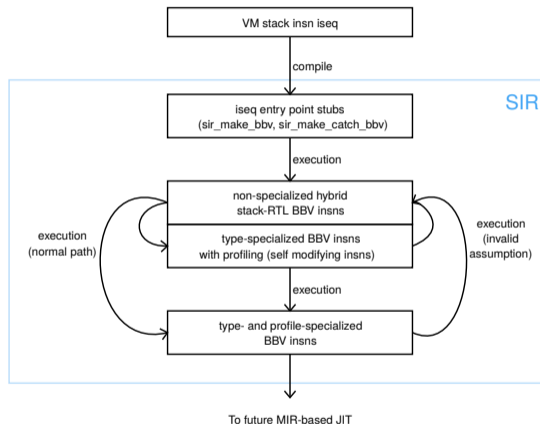 VM stack insn iseq
compile
SIR
iseq entry point stubs
(sir_make_bbv, sir_make_catch_bbv)
execution
non-specialized hybrid
stack-RTL BBV insns
execution
(normal path)
type-specialized BBV insns
with profiling (self modifying insns)
execution
(invalid
assumption)
execution
type- and profile-specialized
BBV insns
To future MIR-based JIT